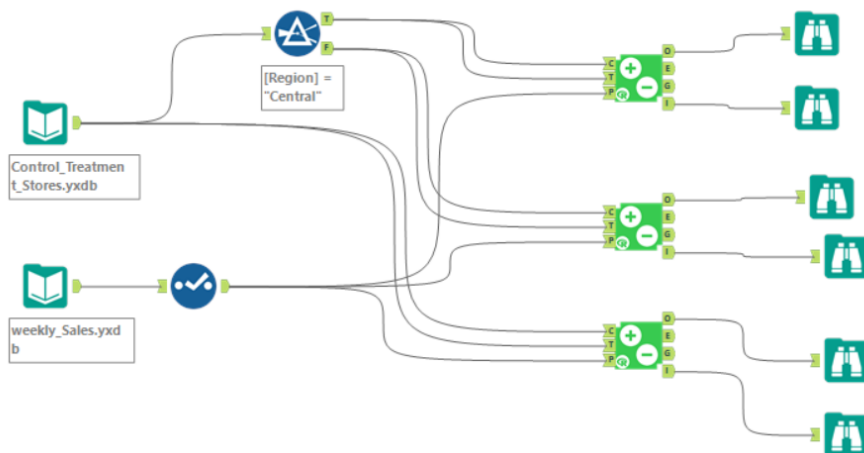 T
F
[Region] =
"Central"
C
T
P
R
O
E
G
I
Control_Treatmen
t_Stores.yxdb
C
T
P
R
O
E
G
I
weekly_Sales.yxd
b
C
T
P
R
O
E
G
I